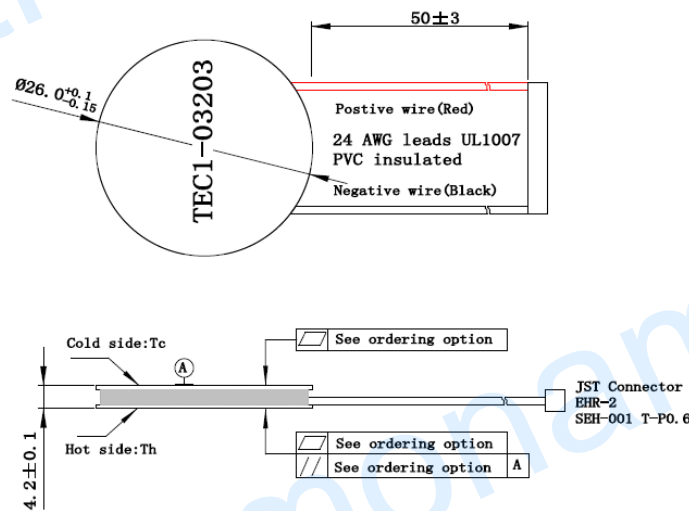 50±3
Ø26.0+0.1
-0.15
TEC1-03203
Postive wire(Red)
24 AWG leads UL1007
PVC insulated
Negative wire(Black)
Cold side:Tc
A
See ordering option
4.2±0.1
Hot side:Th
See ordering option
// See ordering option A
JST Connector
EHR-2
SEH-001 T-P0.6